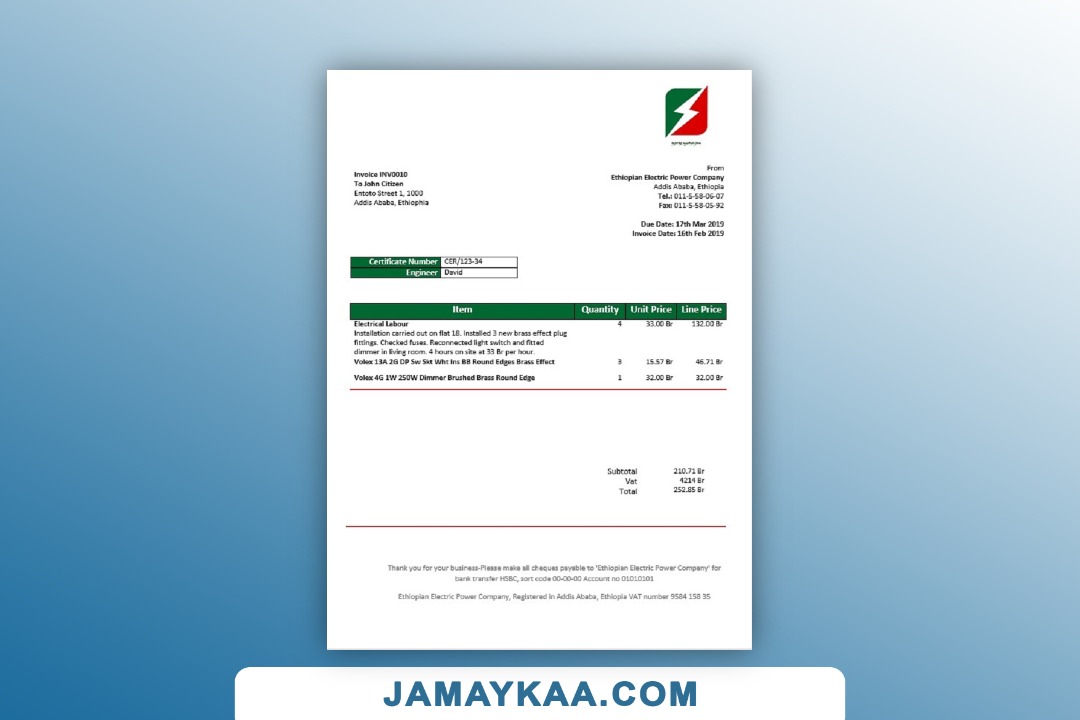 Invoice INV0010
To John Citizen
Entoto Street 1, 1000
Addis Ababa, Ethiophia
From
Ethiopian Electric Power Company
Addis Ababa, Ethiopia
Tel.: 011-5-58-06-07
Fax: 011-5-58-05-92
Due Date: 17th Mar 2019
Invoice Date: 16th Feb 2019
Certificate Number CER/123-34
Engineer David
Item Quantity Unit Price Line Price
Electrical Labour 4 33.00 Br 132.00 Br
Installation carried out on flat 18. Installed 3 new brass effect plug
fittings. Checked fuses. Reconnected light switch and fitted
dimmer in living room. 4 hours on site at 33 Br per hour.
Volex 13A 2G DP Sw Skt Wht Ins BB Round Edges Brass Effect 3 15.57 Br 46.71 Br
Volex 4G 1W 250W Dimmer Brushed Brass Round Edge 1 32.00 Br 32.00 Br
Subtotal 210.71 Br
Vat 4214 Br
Total 252.85 Br
Thank you for your business-Please make all cheques payable to 'Ethiopian Electric Power Company' for
bank transfer HSBC, sort code 00-00-00 Account no 01010101
Ethiopian Electric Power Company, Registered in Addis Ababa, Ethiopia VAT number 9584 158 35
JAMAYKAA.COM